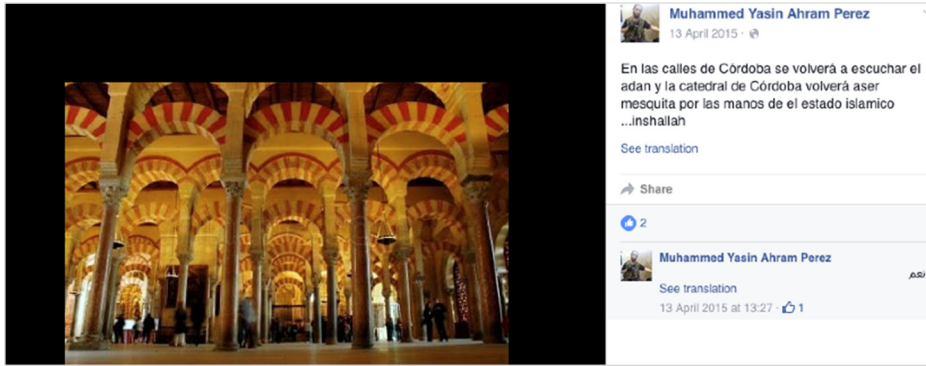 Muhammed Yasin Ahram Perez
13 April 2015 ·
En las calles de Córdoba se volverá a escuchar el
adan y la catedral de Córdoba volverá aser
mesquita por las manos de el estado islamico
...inshallah
See translation
Share
2
Muhammed Yasin Ahram Perez
نعم
See translation
13 April 2015 at 13:27 · 1